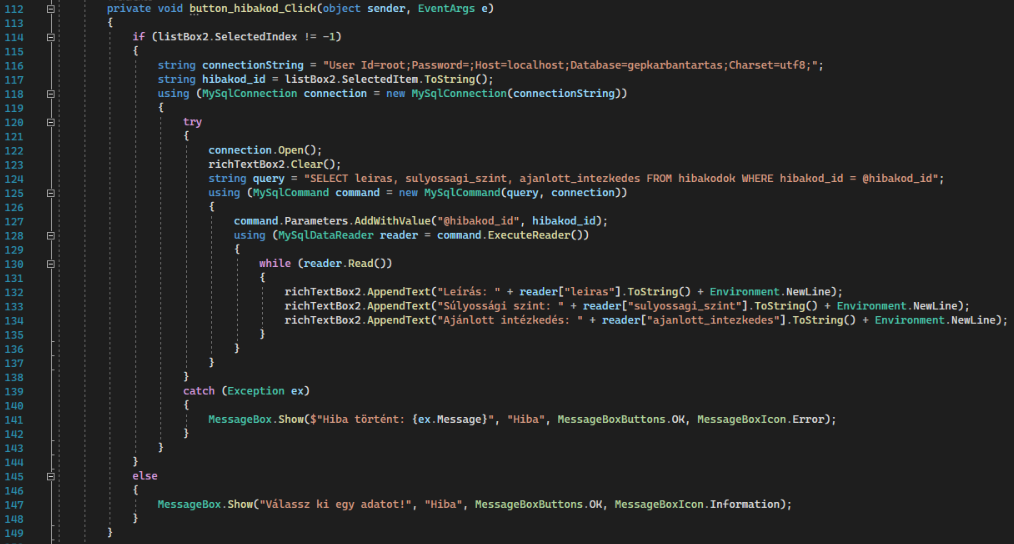 112 private void button_hibakod_Click(object sender, EventArgs e)
113 {
114 if (listBox2.SelectedIndex != -1)
115 {
116 string connectionString = "User Id=root;Password=;Host=localhost;Database=gepkarbantartas;Charset=utf8;";
117 string hibakod_id = listBox2.SelectedItem.ToString();
118 using (MySqlConnection connection = new MySqlConnection(connectionString))
119 {
120 try
121 {
122 connection.Open();
123 richTextBox2.Clear();
124 string query = "SELECT leiras, sulyossagi_szint, ajanlott_intezkedes FROM hibakodok WHERE hibakod_id = @hibakod_id";
125 using (MySqlCommand command = new MySqlCommand(query, connection))
126 {
127 command.Parameters.AddWithValue("@hibakod_id", hibakod_id);
128 using (MySqlDataReader reader = command.ExecuteReader())
129 {
130 while (reader.Read())
131 {
132 richTextBox2.AppendText("Leírás: " + reader["leiras"].ToString() + Environment.NewLine);
133 richTextBox2.AppendText("Súlyossági szint: " + reader["sulyossagi_szint"].ToString() + Environment.NewLine);
134 richTextBox2.AppendText("Ajánlott intézkedés: " + reader["ajanlott_intezkedes"].ToString() + Environment.NewLine);
135 }
136 }
137 }
138 }
139 catch (Exception ex)
140 {
141 MessageBox.Show($"Hiba történt: {ex.Message}", "Hiba", MessageBoxButtons.OK, MessageBoxIcon.Error);
142 }
143 }
144 }
145 else
146 {
147 MessageBox.Show("Válassz ki egy adatot!", "Hiba", MessageBoxButtons.OK, MessageBoxIcon.Information);
148 }
149 }